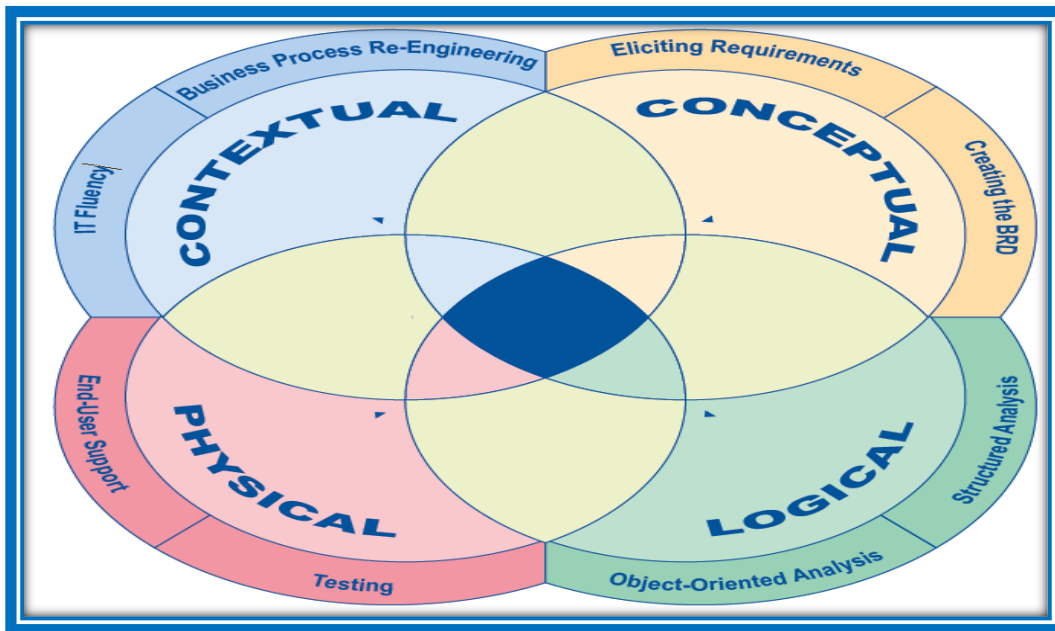 Business Process Re-Engineering
Eliciting Requirements
CONTEXTUAL
CONCEPTUAL
IT Fluency
Creating the BRD
End-User Support
Structured Analysis
PHYSICAL
LOGICAL
Testing
Object-Oriented Analysis